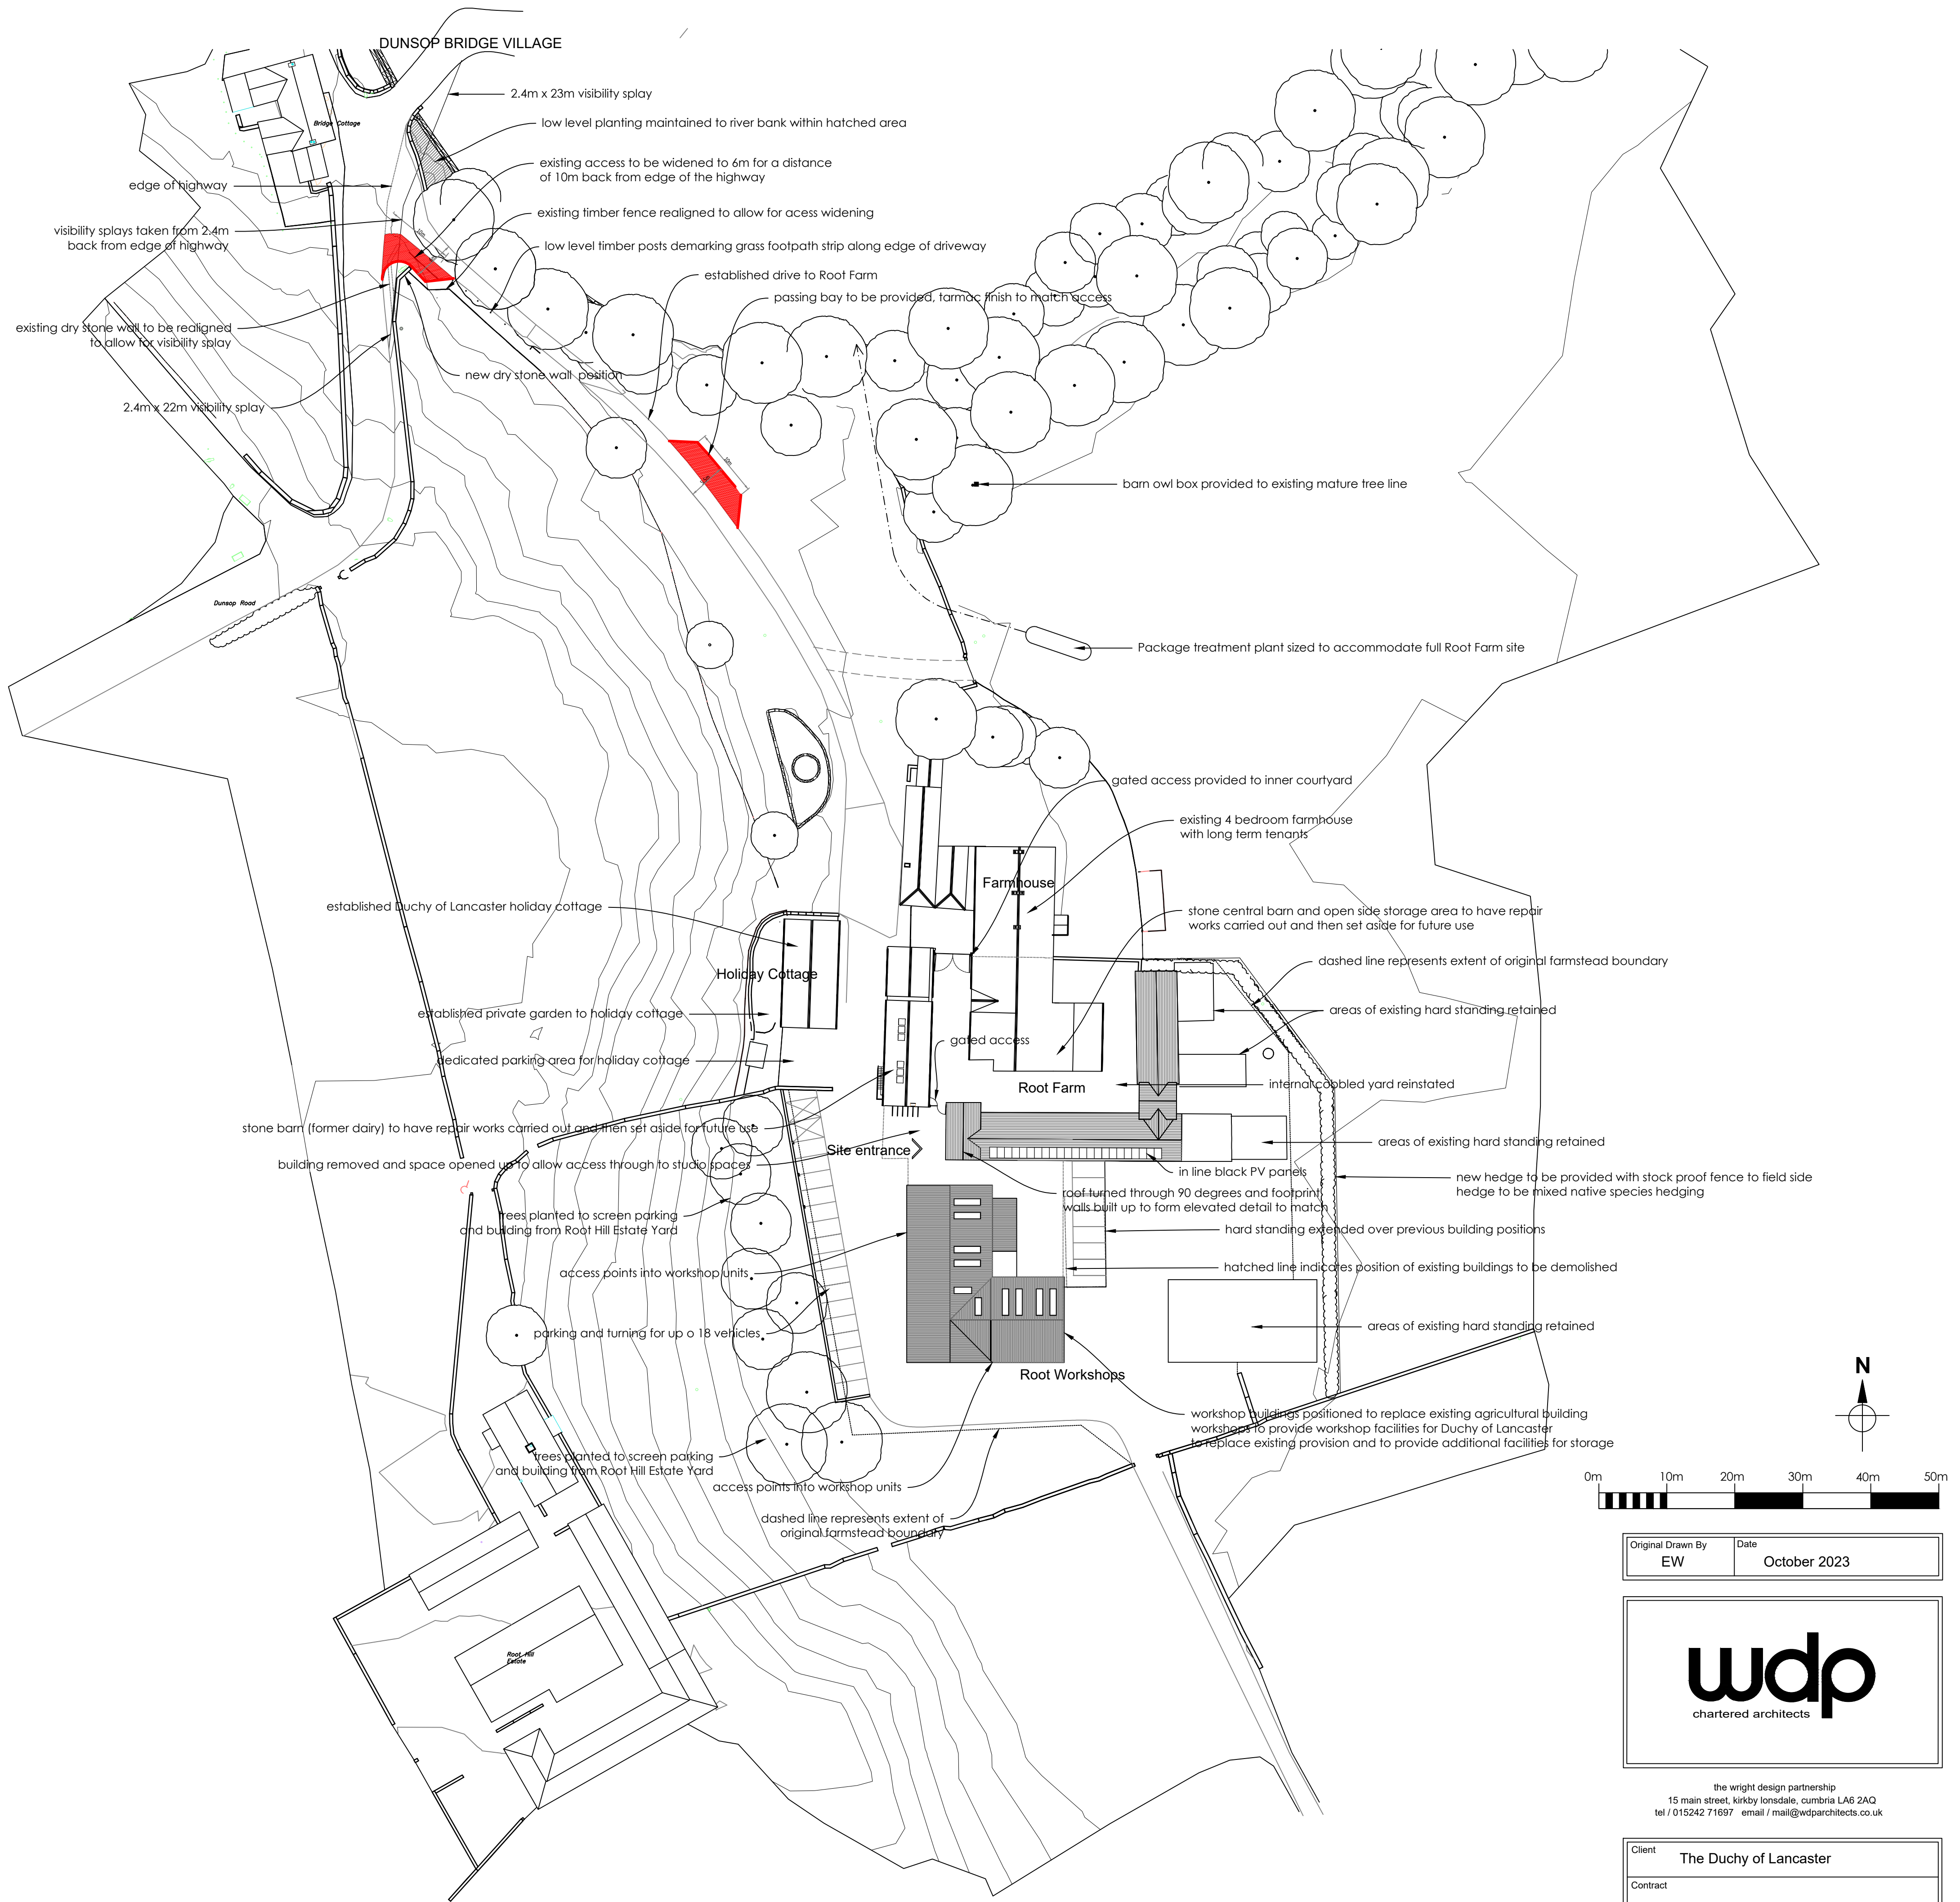 DUNSOP BRIDGE VILLAGE
2.4m x 23m visibility splay
low level planting maintained to river bank within hatched area
Bridge Cottage
existing access to be widened to 6m for a distance
of 10m back from edge of the highway
edge of highway
existing timber fence realigned to allow for acess widening
visibility splays taken from 2.4m
back from edge of highway
low level timber posts demarking grass footpath strip along edge of driveway
established drive to Root Farm
passing bay to be provided, tarmac finish to match access
existing dry stone wall to be realigned
to allow for visibility splay
new dry stone wall position
2.4m x 22m visibility splay
barn owl box provided to existing mature tree line
Dunsop Road
Package treatment plant sized to accommodate full Root Farm site
gated access provided to inner courtyard
existing 4 bedroom farmhouse
with long term tenants
Farmhouse
established Duchy of Lancaster holiday cottage
stone central barn and open side storage area to have repair
works carried out and then set aside for future use
dashed line represents extent of original farmstead boundary
Holiday Cottage
established private garden to holiday cottage
areas of existing hard standing retained
gated access
dedicated parking area for holiday cottage
Root Farm
internal cobbled yard reinstated
stone barn (former dairy) to have repair works carried out and then set aside for future use
areas of existing hard standing retained
Site entrance
building removed and space opened up to allow access through to studio spaces
in line black PV panels
new hedge to be provided with stock proof fence to field side
hedge to be mixed native species hedging
roof turned through 90 degrees and footprint
walls built up to form elevated detail to match
trees planted to screen parking
and building from Root Hill Estate Yard
hard standing extended over previous building positions
access points into workshop units
hatched line indicates position of existing buildings to be demolished
parking and turning for up o 18 vehicles
areas of existing hard standing retained
Root Workshops
N
workshop buildings positioned to replace existing agricultural building
workshops to provide workshop facilities for Duchy of Lancaster
to replace existing provision and to provide additional facilities for storage
trees planted to screen parking
and building from Root Hill Estate Yard
access points into workshop units
0m 10m 20m 30m 40m 50m
dashed line represents extent of
original farmstead boundary
Original Drawn By
EW
Date
October 2023
Root Hill
Estate
wdp
chartered architects
the wright design partnership
15 main street, kirkby lonsdale, cumbria LA6 2AQ
tel / 015242 71697 email / mail@wdparchitects.co.uk
Client
The Duchy of Lancaster
Contract